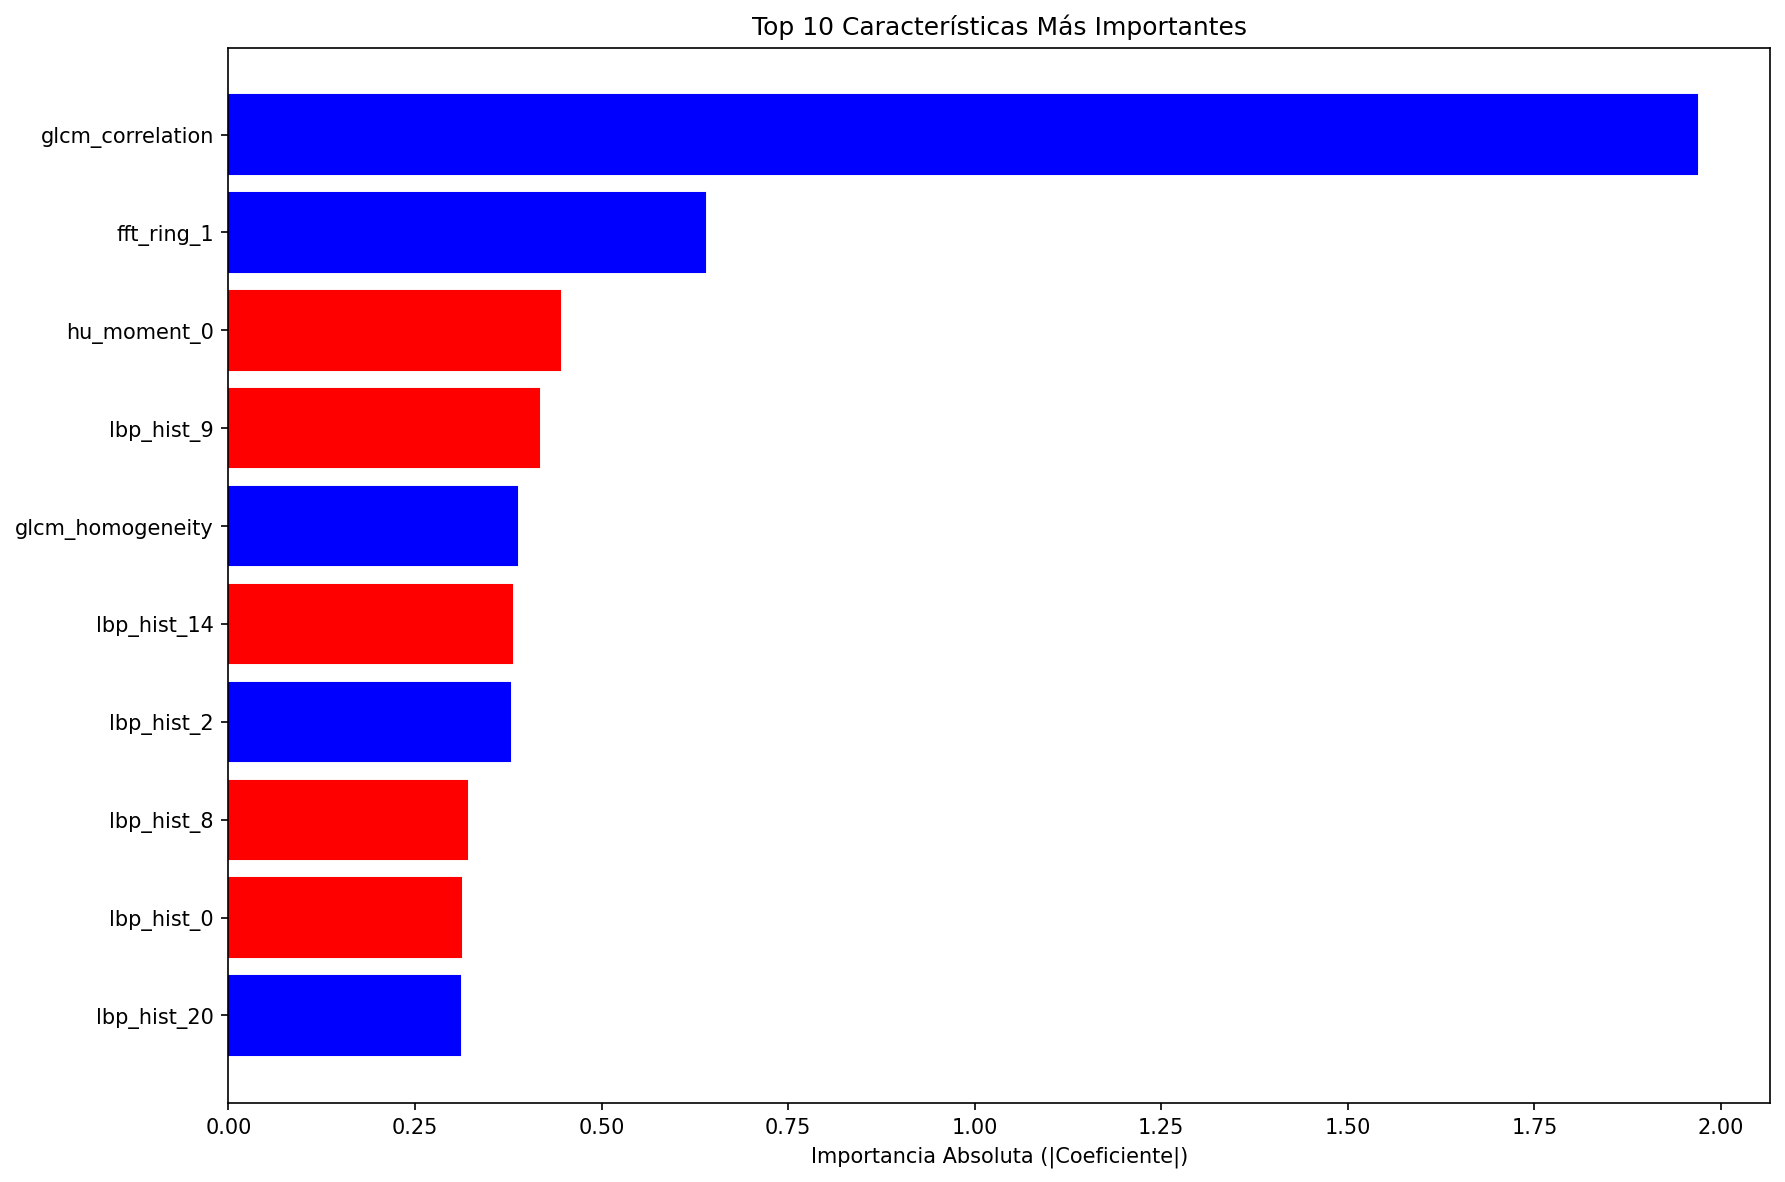 Top 10 Características Más Importantes
glcm_correlation
fft_ring_1
hu_moment_0
lbp_hist_9
glcm_homogeneity
lbp_hist_14
lbp_hist_2
lbp_hist_8
lbp_hist_0
lbp_hist_20
0.00 0.25 0.50 0.75 1.00 1.25 1.50 1.75 2.00
Importancia Absoluta (|Coeficiente|)